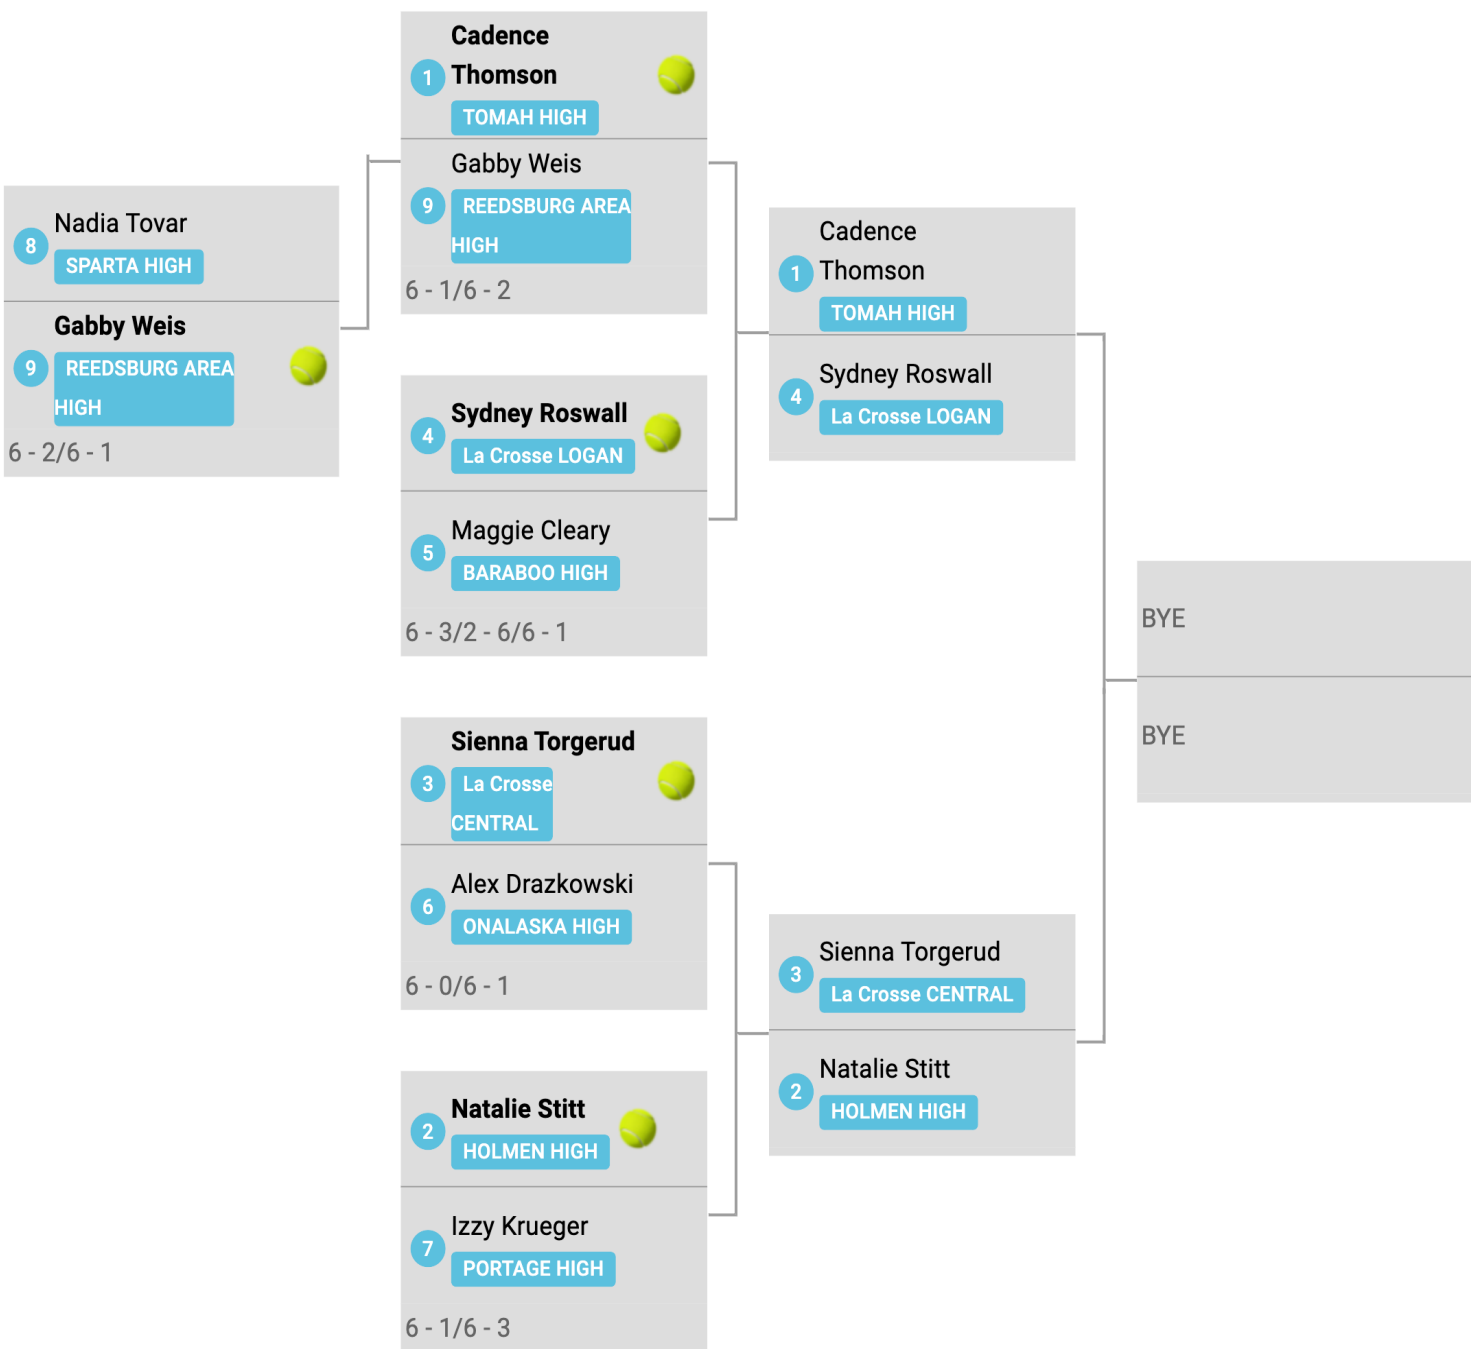 8
Nadia Tovar
SPARTA HIGH
9
Gabby Weis
REEDSBURG AREA
HIGH
6 - 2/6 - 1
1
Cadence
Thomson
TOMAH HIGH
9
Gabby Weis
REEDSBURG AREA
HIGH
6 - 1/6 - 2
4
Sydney Roswall
La Crosse LOGAN
5
Maggie Cleary
BARABOO HIGH
6 - 3/2 - 6/6 - 1
3
Sienna Torgerud
La Crosse
CENTRAL
6
Alex Drazkowski
ONALASKA HIGH
6 - 0/6 - 1
2
Natalie Stitt
HOLMEN HIGH
7
Izzy Krueger
PORTAGE HIGH
6 - 1/6 - 3
1
Cadence
Thomson
TOMAH HIGH
4
Sydney Roswall
La Crosse LOGAN
3
Sienna Torgerud
La Crosse CENTRAL
2
Natalie Stitt
HOLMEN HIGH
BYE
BYE